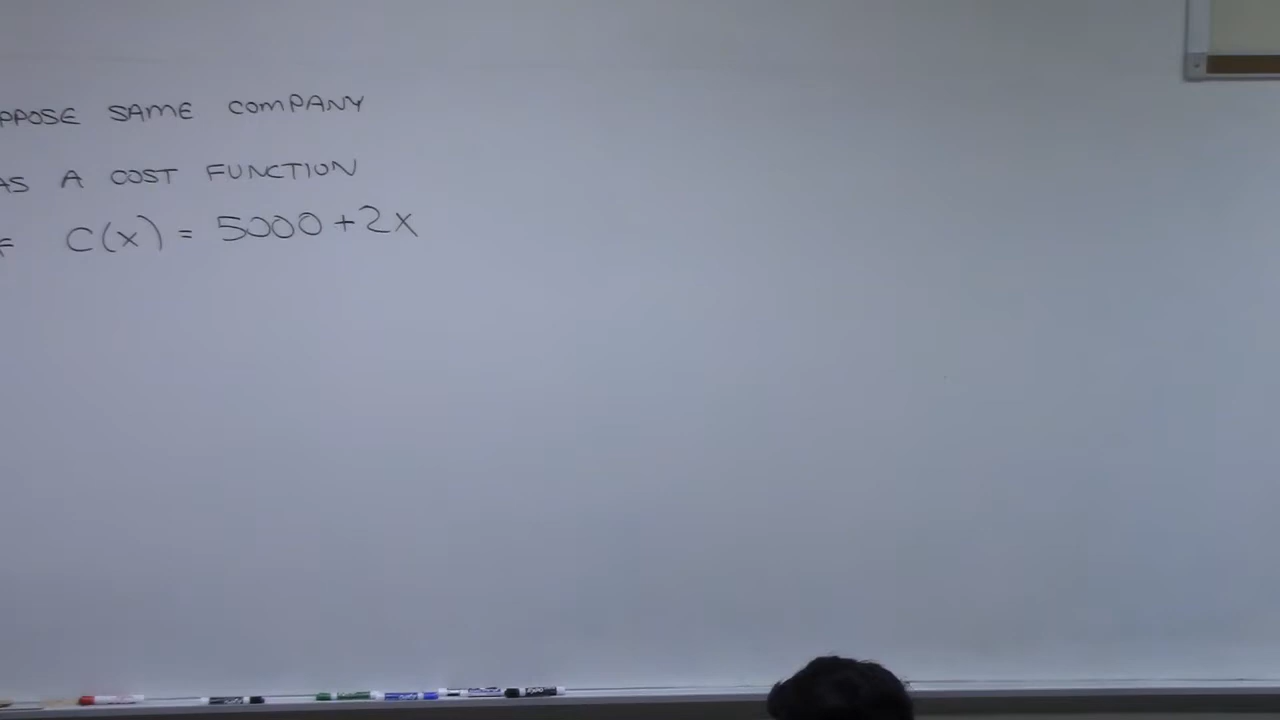 PPOSE SAME COMPANY
AS A COST FUNCTION
F C(x) = 5000 + 2x